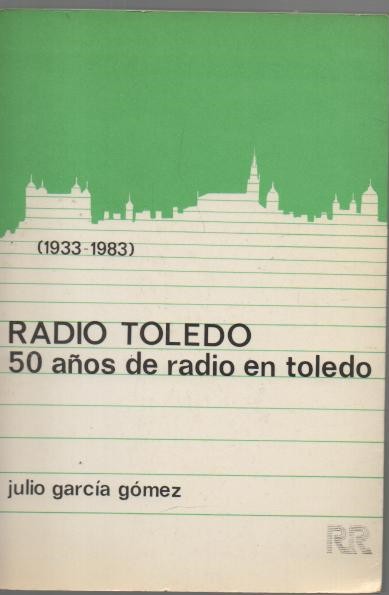 (1933-1983)
RADIO TOLEDO
50 años de radio en toledo
julio garcía gómez
RR